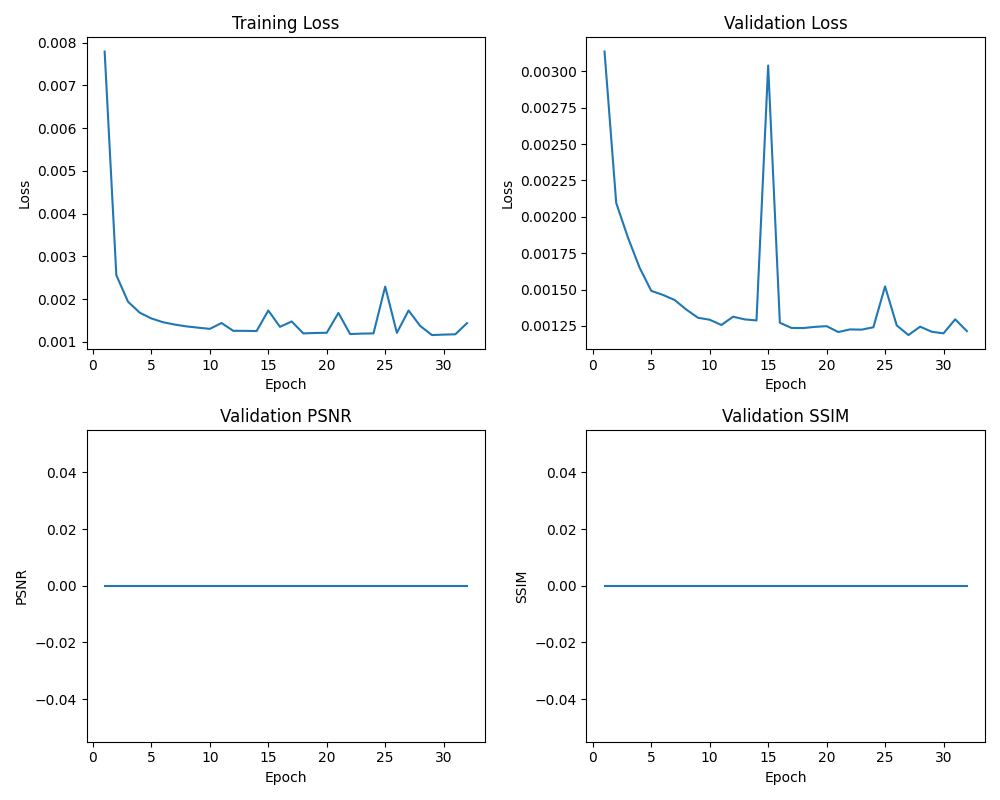 Training Loss
0.008
0.007
0.006
0.005
0.004
0.003
0.002
0.001
Loss
0 5 10 15 20 25 30
Epoch
Validation Loss
0.00300
0.00275
0.00250
0.00225
0.00200
0.00175
0.00150
0.00125
Loss
0 5 10 15 20 25 30
Epoch
Validation PSNR
0.04
0.02
0.00
−0.02
−0.04
PSNR
0 5 10 15 20 25 30
Epoch
Validation SSIM
0.04
0.02
0.00
−0.02
−0.04
SSIM
0 5 10 15 20 25 30
Epoch